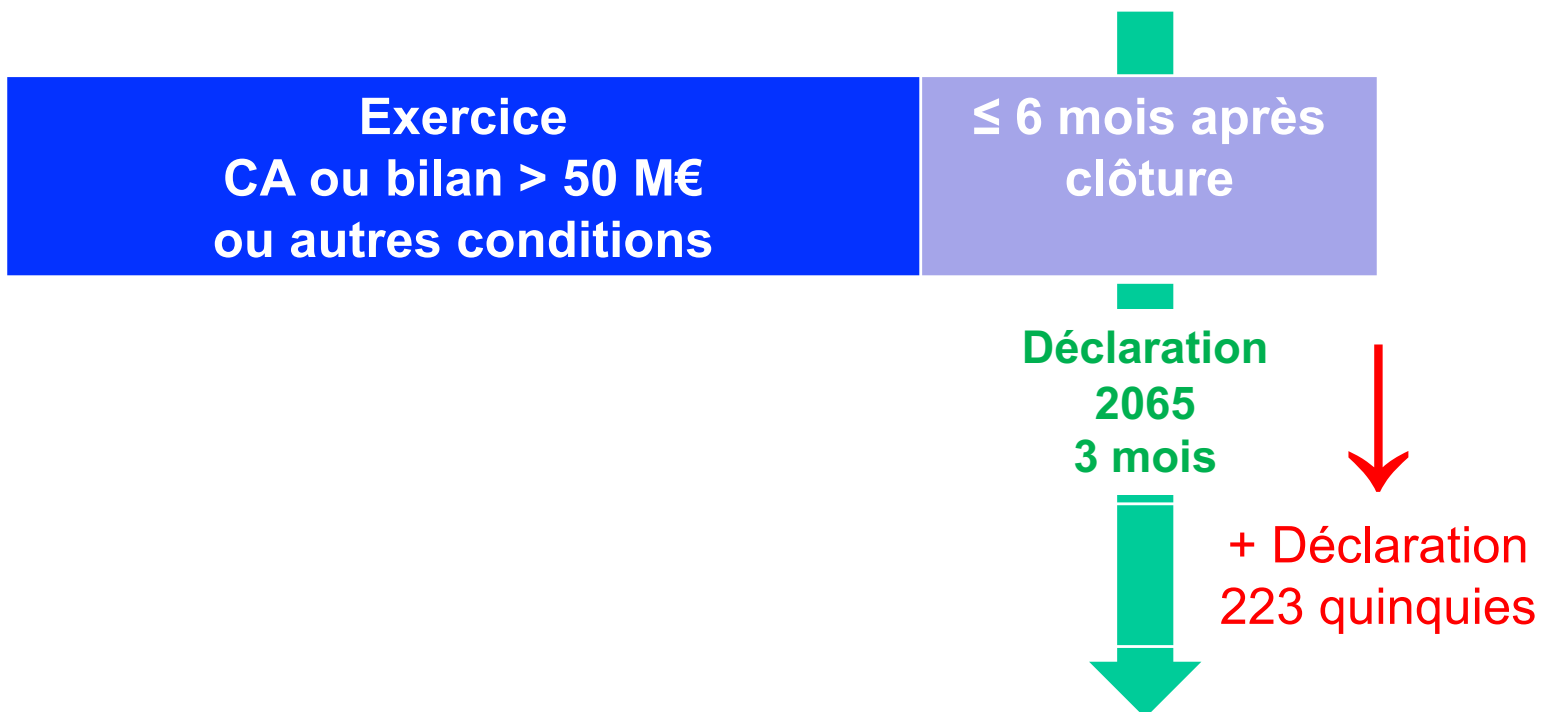 Exercice
CA ou bilan > 50 M€
ou autres conditions
≤ 6 mois après
clôture
Déclaration
2065
3 mois
+ Déclaration
223 quinquies